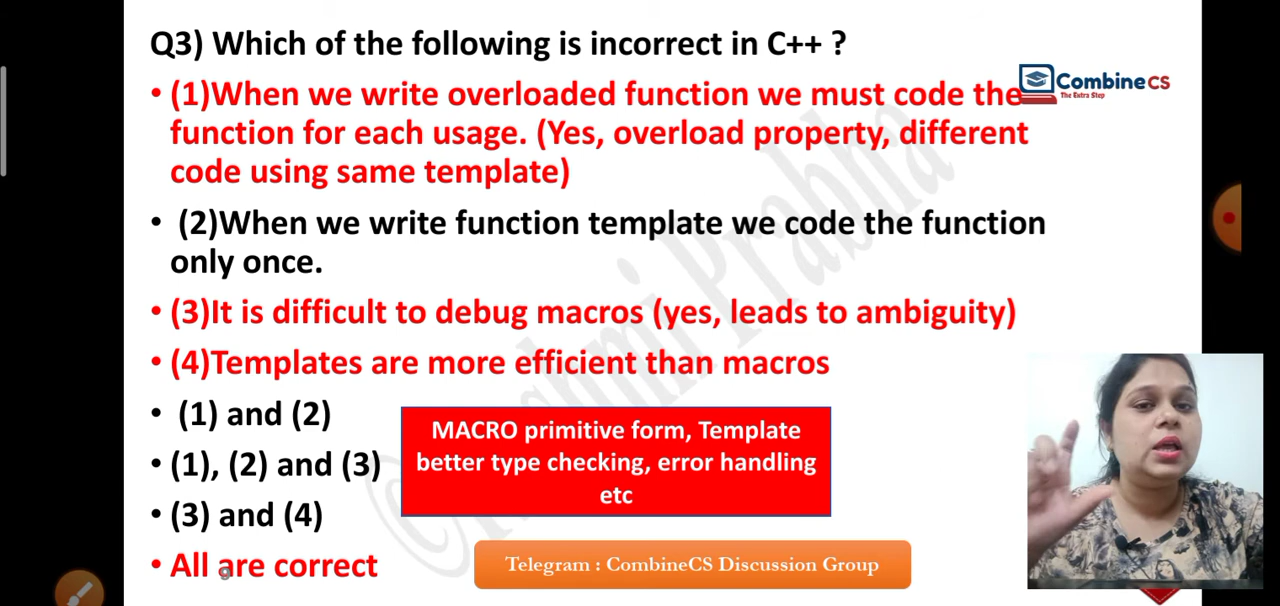 Q3) Which of the following is incorrect in C++ ?
CombineCS
The Extra Step
• (1)When we write overloaded function we must code the
function for each usage. (Yes, overload property, different
code using same template)
• (2)When we write function template we code the function
only once.
• (3)It is difficult to debug macros (yes, leads to ambiguity)
• (4)Templates are more efficient than macros
• (1) and (2)
• (1), (2) and (3)
• (3) and (4)
• All are correct
MACRO primitive form, Template
better type checking, error handling
etc
Telegram : CombineCS Discussion Group
Prabha